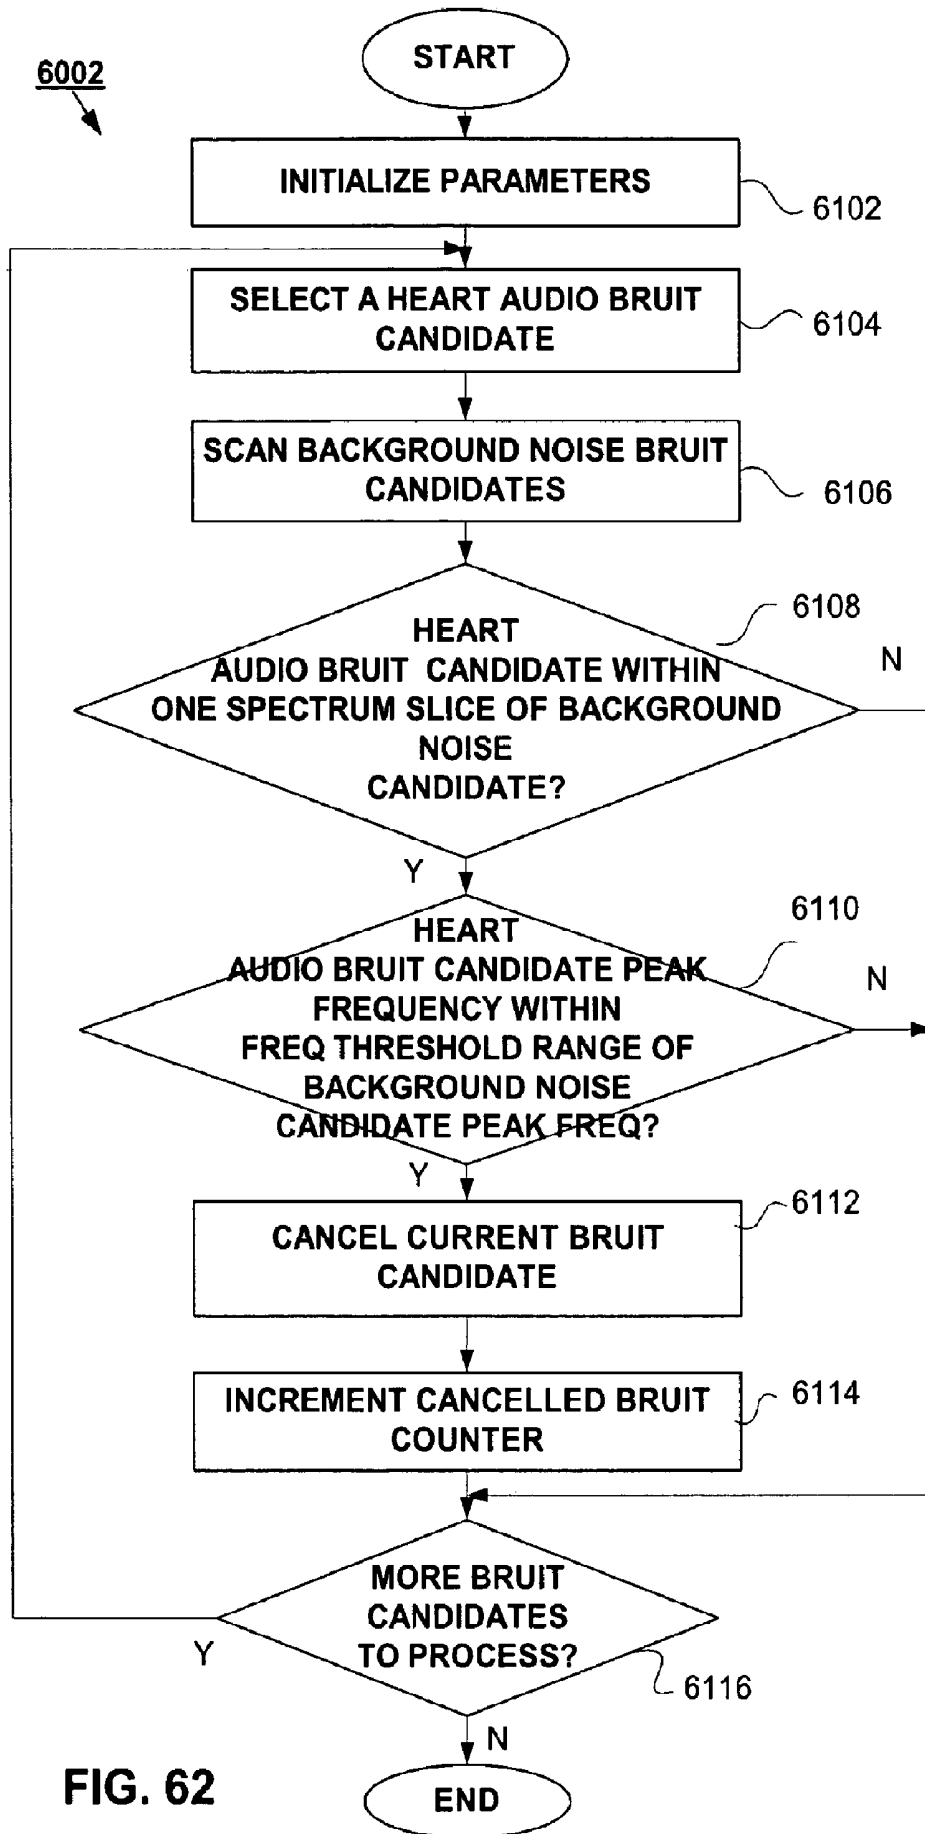 START
6002
INITIALIZE PARAMETERS
6102
SELECT A HEART AUDIO BRUIT
CANDIDATE
6104
SCAN BACKGROUND NOISE BRUIT
CANDIDATES
6106
6108
HEART
AUDIO BRUIT CANDIDATE WITHIN
ONE SPECTRUM SLICE OF BACKGROUND
NOISE
CANDIDATE?
N
Y
6110
HEART
AUDIO BRUIT CANDIDATE PEAK
FREQUENCY WITHIN
FREQ THRESHOLD RANGE OF
BACKGROUND NOISE
CANDIDATE PEAK FREQ?
N
Y
6112
CANCEL CURRENT BRUIT
CANDIDATE
6114
INCREMENT CANCELLED BRUIT
COUNTER
MORE BRUIT
CANDIDATES
TO PROCESS?
Y
6116
N
END
FIG. 62